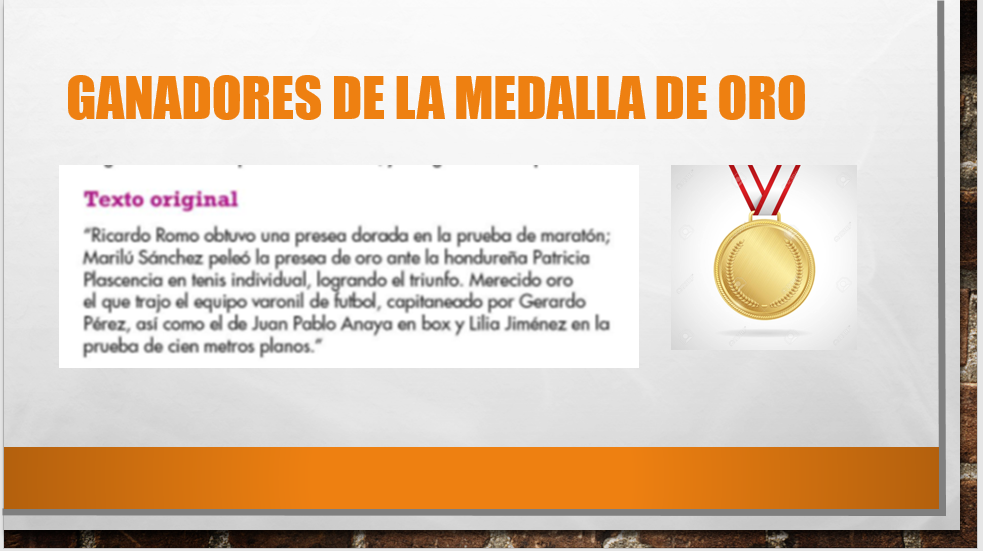 GANADORES DE LA MEDALLA DE ORO
Texto original
“Ricardo Romo obtuvo una presea dorada en la prueba de maratón;
Marilú Sánchez peleó la presea de oro ante la hondureña Patricia
Plascencia en tenis individual, logrando el triunfo. Merecido oro
el que trajo el equipo varonil de futbol, capitaneado por Gerardo
Pérez, así como el de Juan Pablo Anaya en box y Lilia Jiménez en la
prueba de cien metros planos.”